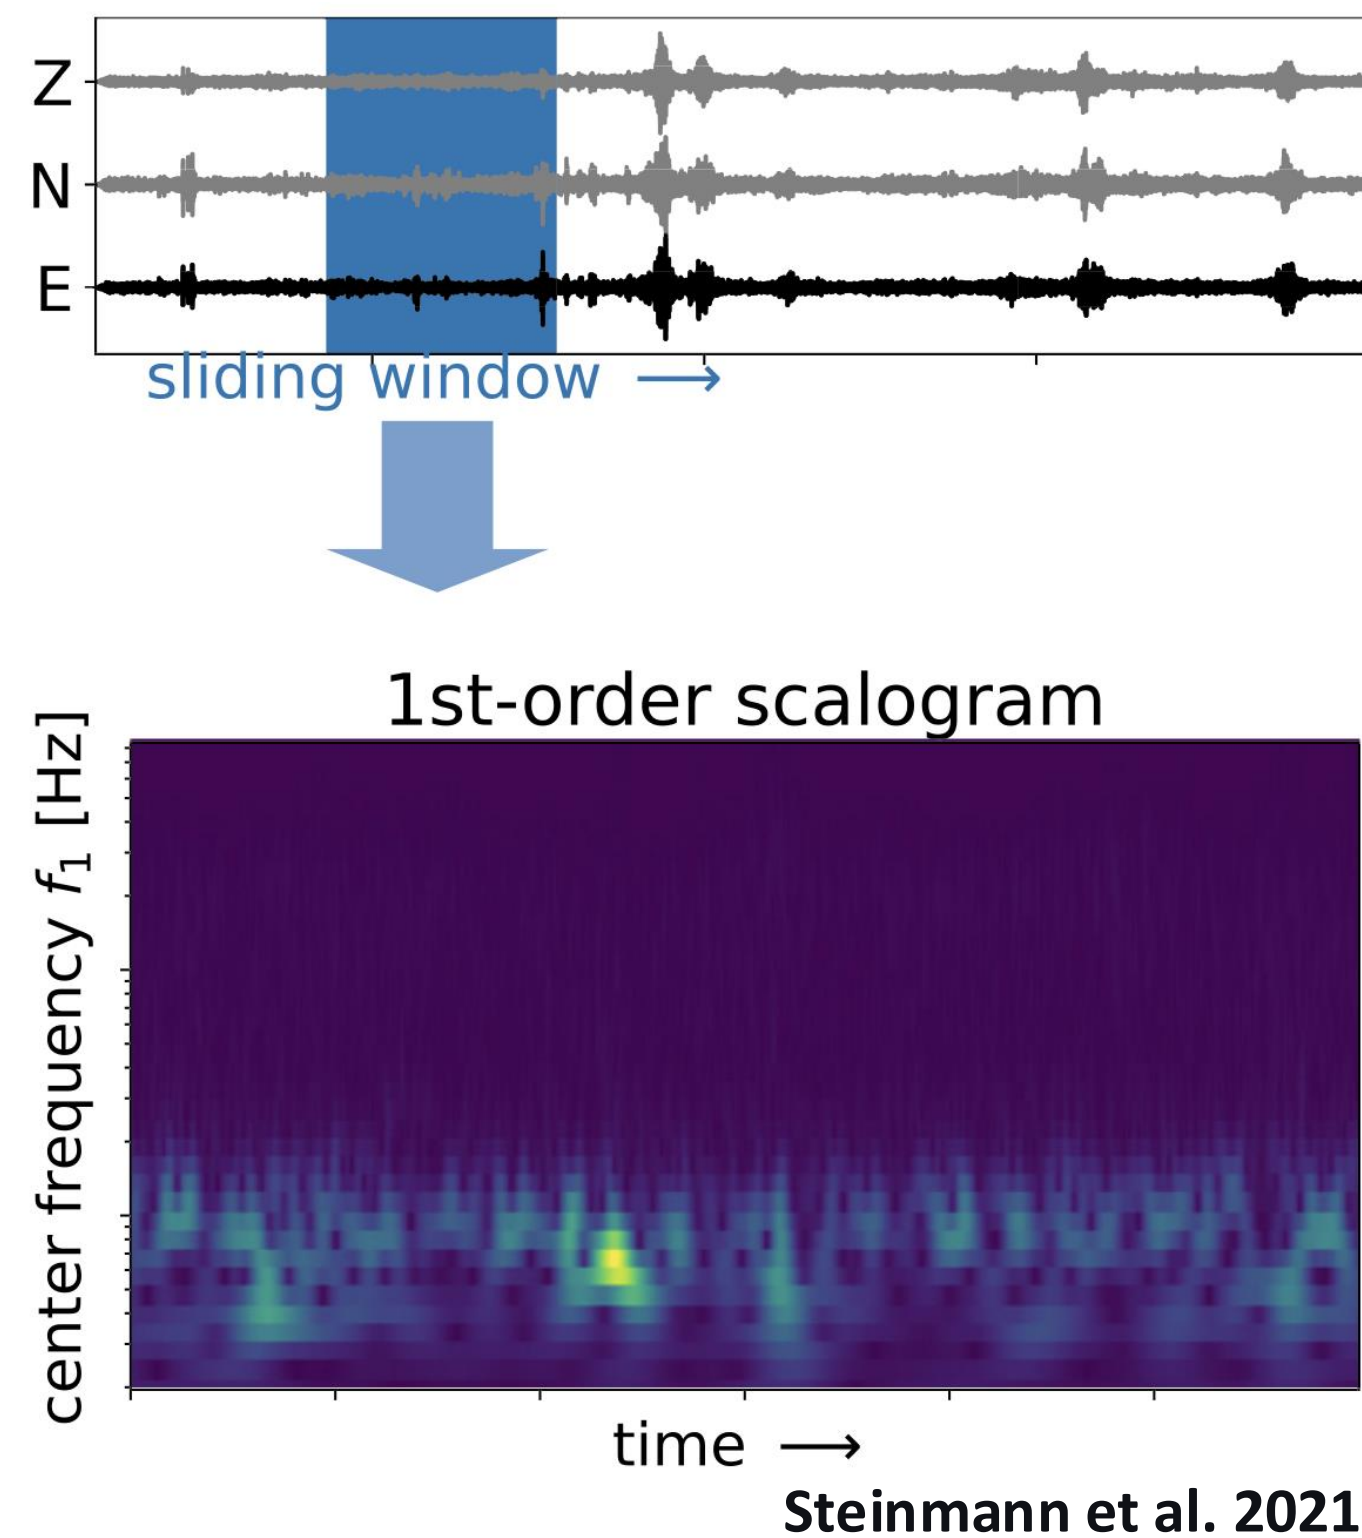 Z
N
E
sliding window →
1st-order scalogram
center frequency f₁ [Hz]
time →
Steinmann et al. 2021